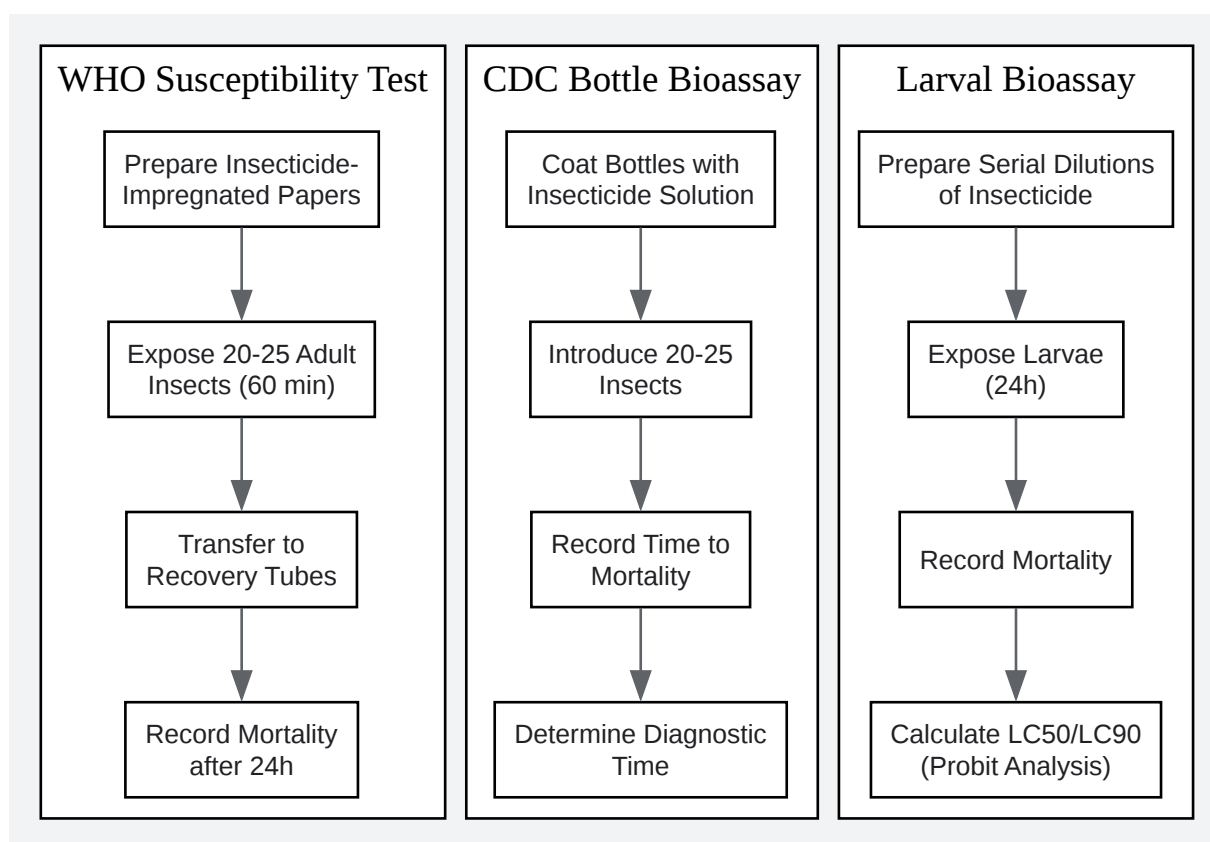 WHO Susceptibility Test
Prepare Insecticide-
Impregnated Papers
Expose 20-25 Adult
Insects (60 min)
Transfer to
Recovery Tubes
Record Mortality
after 24h
CDC Bottle Bioassay
Coat Bottles with
Insecticide Solution
Introduce 20-25
Insects
Record Time to
Mortality
Determine Diagnostic
Time
Larval Bioassay
Prepare Serial Dilutions
of Insecticide
Expose Larvae
(24h)
Record Mortality
Calculate LC50/LC90
(Probit Analysis)